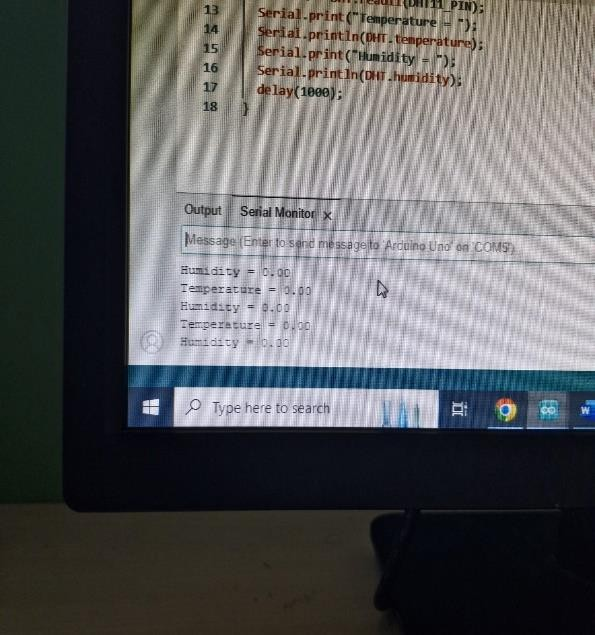 13
DHT11_PIN);
14 Serial.print("Temperature = ");
15 Serial.println(DHT.temperature);
16 Serial.print("Humidity = ");
17 Serial.println(DHT.humidity);
18 delay(1000);
}
Output Serial Monitor x
Message (Enter to send message to 'Arduino Uno' on 'COM5')
Humidity = 0.00
Temperature = 0.00
Humidity = 0.00
Temperature = 0.00
Humidity = 0.00
Type here to search
W